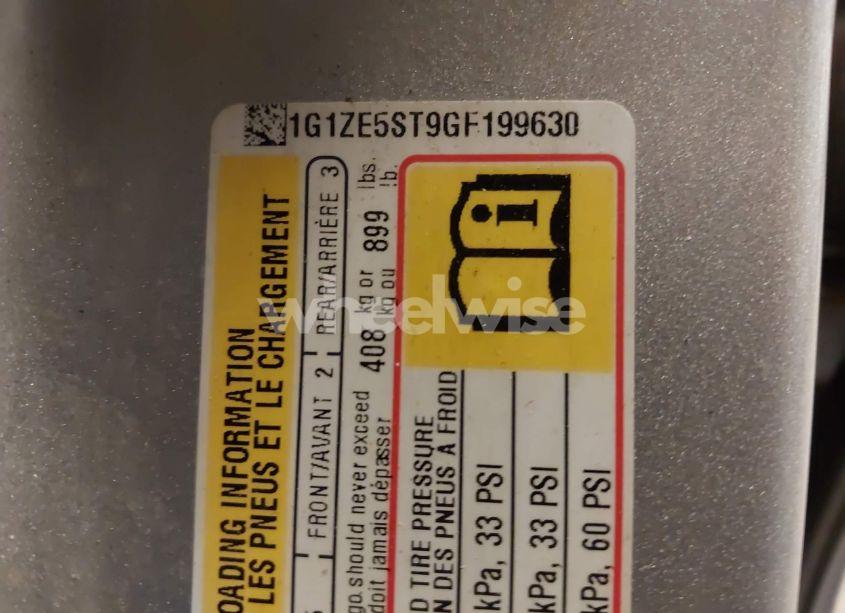 1G1ZE5ST9GF199630
OADING INFORMATION
LES PNEUS ET LE CHARGEMENT
FRONT/AVANT 2 REAR/ARRIÈRE 3
go should never exceed 408 kg or 899 lbs.
doit jamais dépasser kg ou lb.
D TIRE PRESSURE
N DES PNEUS À FROID
kPa, 33 PSI
kPa, 33 PSI
kPa, 60 PSI
wheelwise